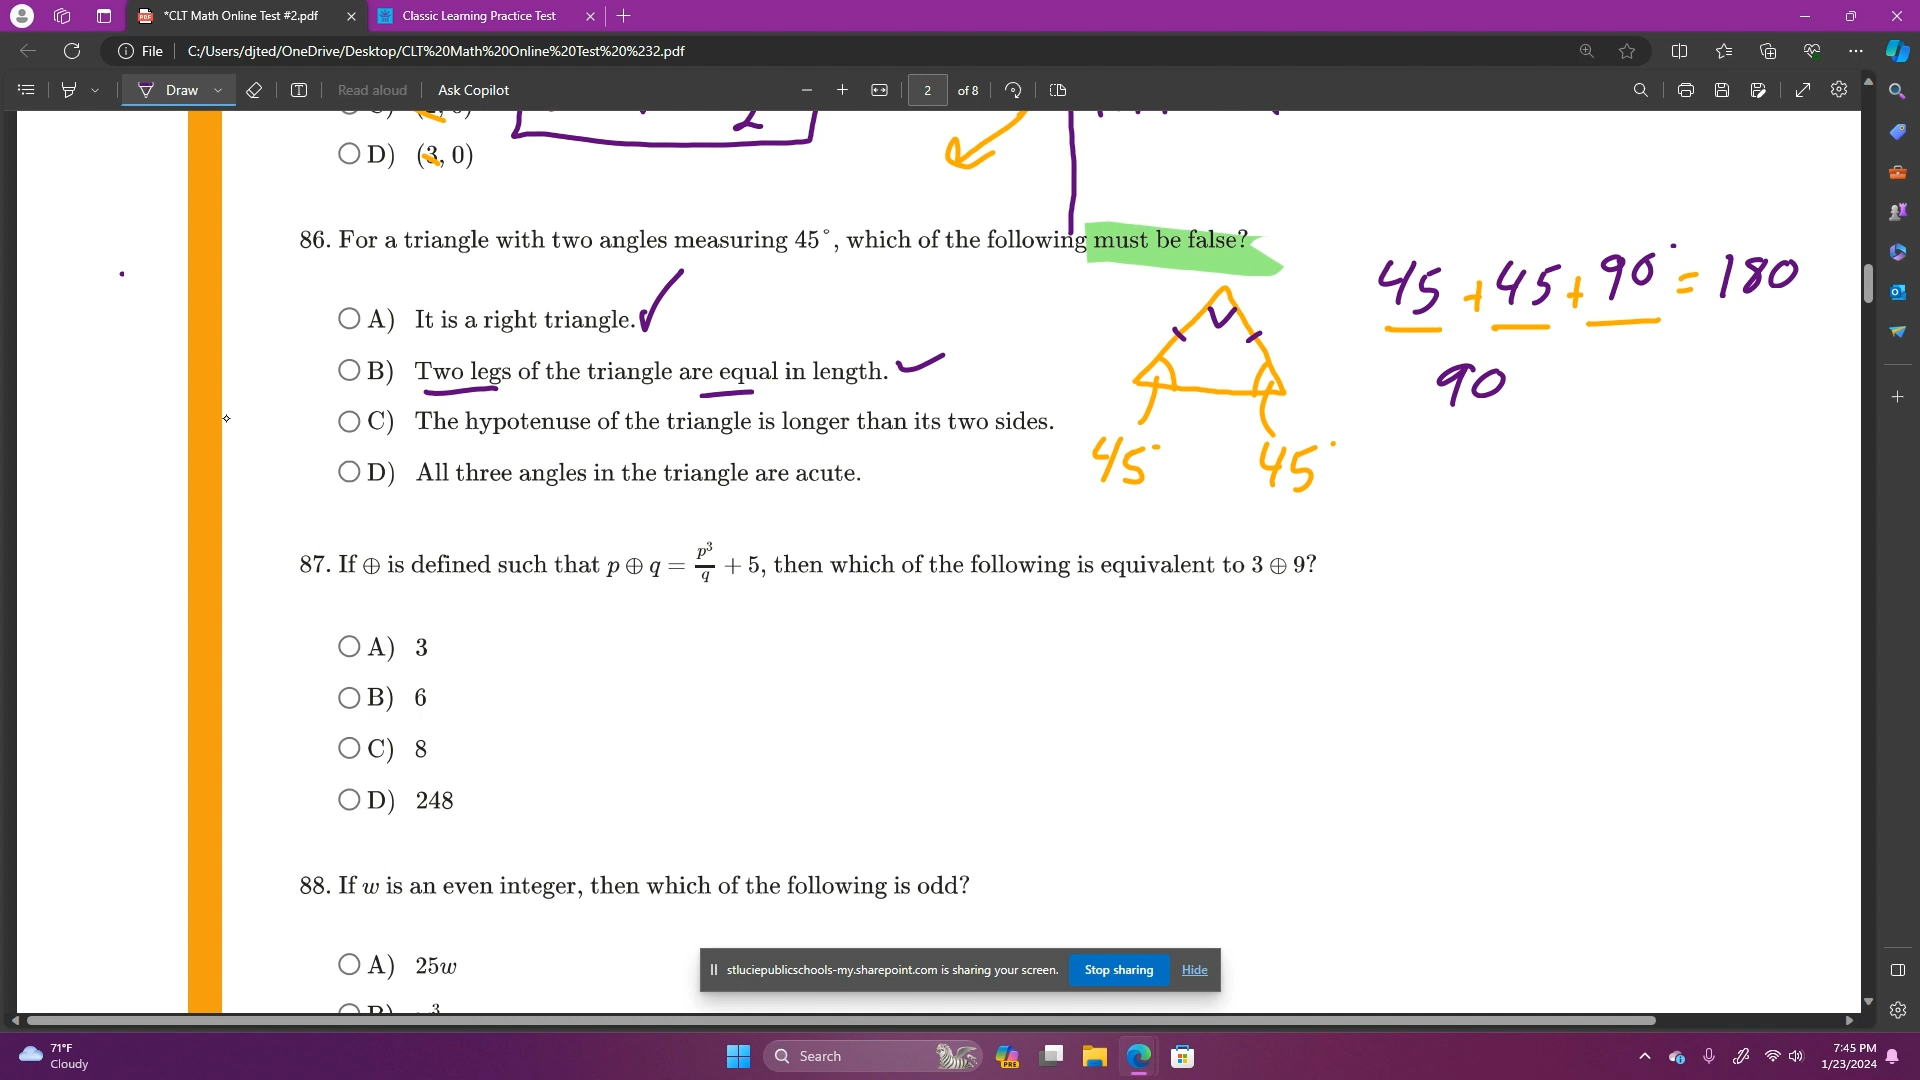 *CLT Math Online Test #2.pdf
Classic Learning Practice Test
File
C:/Users/djted/OneDrive/Desktop/CLT%20Math%20Online%20Test%20%232.pdf
Draw
Read aloud
Ask Copilot
2 of 8
D) (3, 0)
86. For a triangle with two angles measuring 45°, which of the following must be false?
A) It is a right triangle.
B) Two legs of the triangle are equal in length.
C) The hypotenuse of the triangle is longer than its two sides.
D) All three angles in the triangle are acute.
45 + 45 + 90° = 180
90
45° 45°
87. If ⊕ is defined such that p ⊕ q = p³/q + 5, then which of the following is equivalent to 3 ⊕ 9?
A) 3
B) 6
C) 8
D) 248
88. If w is an even integer, then which of the following is odd?
A) 25w
stluciepublicschools-my.sharepoint.com is sharing your screen.
Stop sharing
Hide
71°F
Cloudy
Search
PRE
7:45 PM
1/23/2024